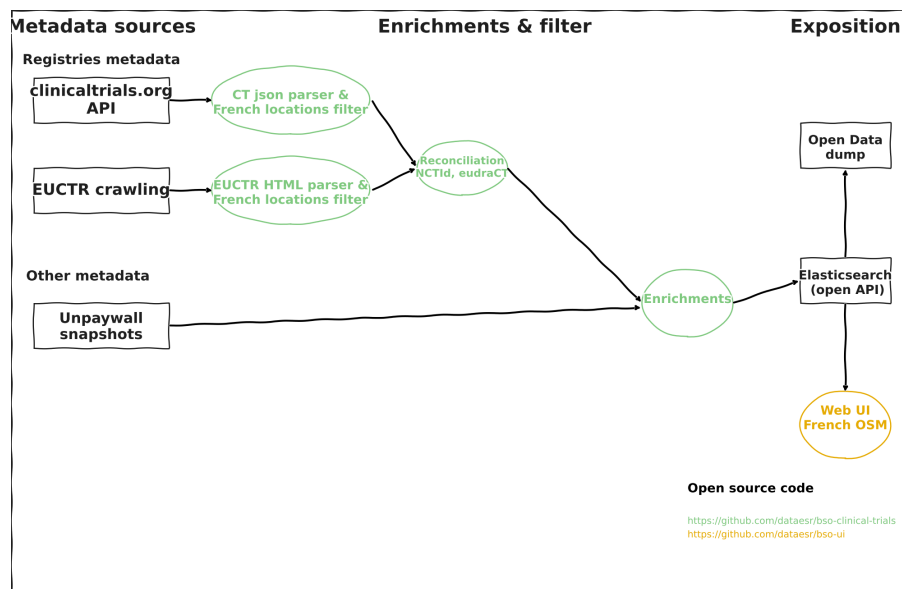 Metadata sources
Enrichments & filter
Exposition
Registries metadata
clinicaltrials.org
API
CT json parser &
French locations filter
Reconciliation
NCTId, eudraCT
EUCTR crawling
EUCTR HTML parser &
French locations filter
Open Data
dump
Other metadata
Unpaywall
snapshots
Enrichments
Elasticsearch
(open API)
Web UI
French OSM
Open source code
https://github.com/dataesr/bso-clinical-trials
https://github.com/dataesr/bso-ui